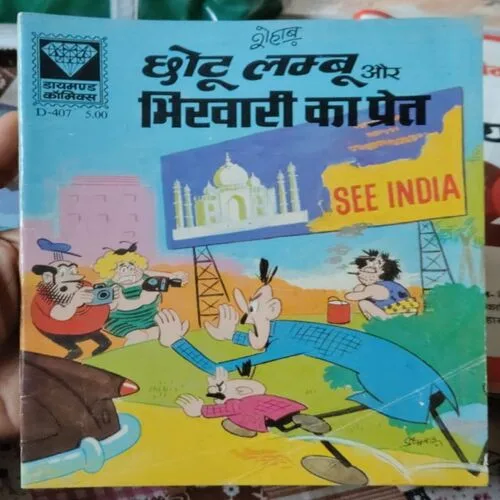 शेहाब
छोटू लम्बू और
भिखारी का प्रेत
डायमण्ड
कॉमिक्स
D-407 5.00
SEE INDIA